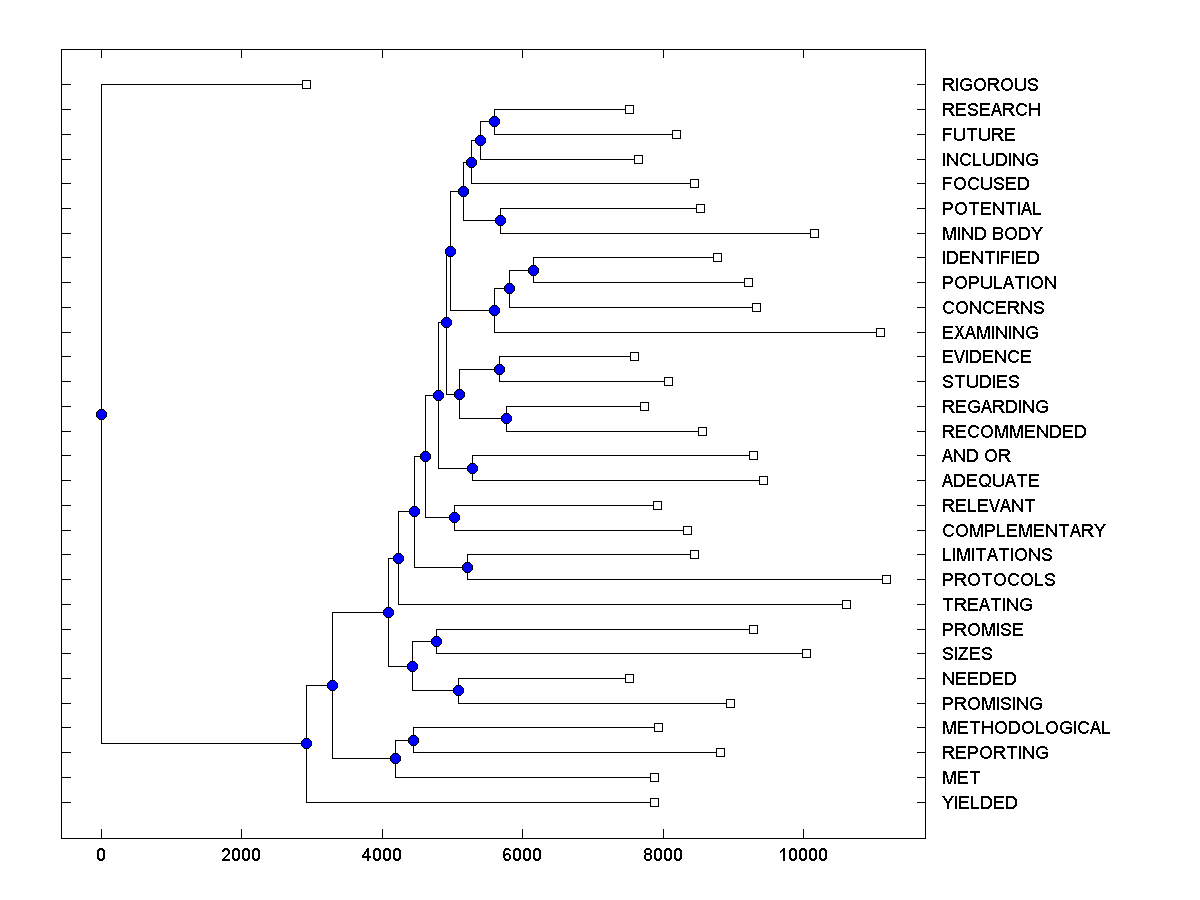 RIGOROUS
RESEARCH
FUTURE
INCLUDING
FOCUSED
POTENTIAL
MIND BODY
IDENTIFIED
POPULATION
CONCERNS
EXAMINING
EVIDENCE
STUDIES
REGARDING
RECOMMENDED
AND OR
ADEQUATE
RELEVANT
COMPLEMENTARY
LIMITATIONS
PROTOCOLS
TREATING
PROMISE
SIZES
NEEDED
PROMISING
METHODOLOGICAL
REPORTING
MET
YIELDED
0 2000 4000 6000 8000 10000